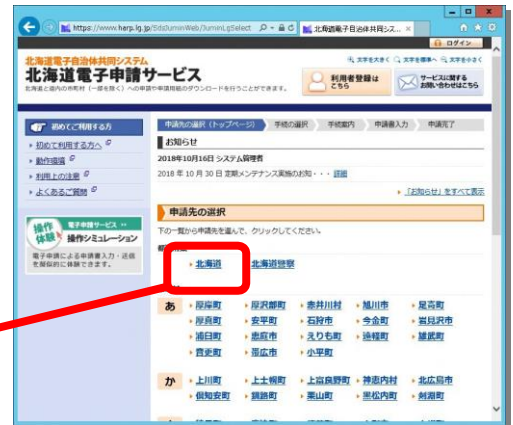 https://www.harp.lg.jp/SdsJuminWeb/JuminLgSelect
北海道電子自治体共同シス...
ログイン
北海道電子自治体共同システム
文字を大きく 文字を標準へ 文字を小さく
北海道電子申請サービス
北海道と道内の市町村(一部を除く)への申請や申請用紙のダウンロードを行うことができます。
利用者登録は
こちら
サービスに関する
お問い合わせはこちら
初めてご利用する方
初めて利用する方へ
動作環境
利用上の注意
よくあるご質問
操作体験
電子申請サービス
操作シミュレーション
電子申請による申請書入力・送信を疑似的に体験できます。
申請先の選択(トップページ) 手続の選択 手続案内 申請書入力 申請完了
お知らせ
2018年10月16日 システム管理者
2018 年 10 月 30 日 定期メンテナンス実施のお知・・・ 詳細
「お知らせ」をすべて表示
申請先の選択
下の一覧から申請先を選んで、クリックしてください。
北海道 北海道警察
あ 厚岸町 厚沢部町 赤井川村 旭川市 足寄町
厚真町 安平町 石狩市 今金町 岩見沢市
浦臼町 恵庭市 えりも町 遠軽町 雄武町
音更町 帯広市 小平町
か 上川町 上士幌町 上富良野町 神恵内村 北広島市
倶知安町 釧路町 栗山町 黒松内町 剣淵町